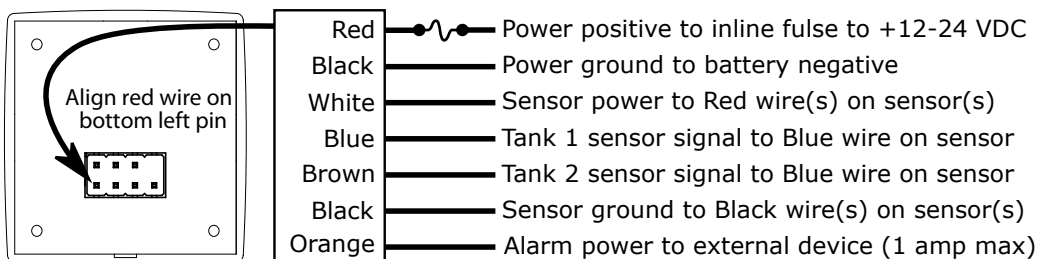 Red Power positive to inline fulse to +12-24 VDC
Black Power ground to battery negative
White Sensor power to Red wire(s) on sensor(s)
Blue Tank 1 sensor signal to Blue wire on sensor
Brown Tank 2 sensor signal to Blue wire on sensor
Black Sensor ground to Black wire(s) on sensor(s)
Orange Alarm power to external device (1 amp max)
Align red wire on
bottom left pin